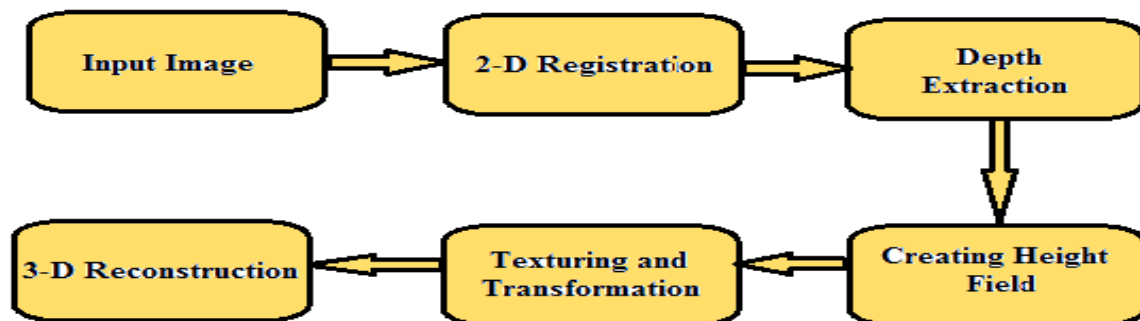 Input Image
2-D Registration
Depth
Extraction
Creating Height
Field
Texturing and
Transformation
3-D Reconstruction